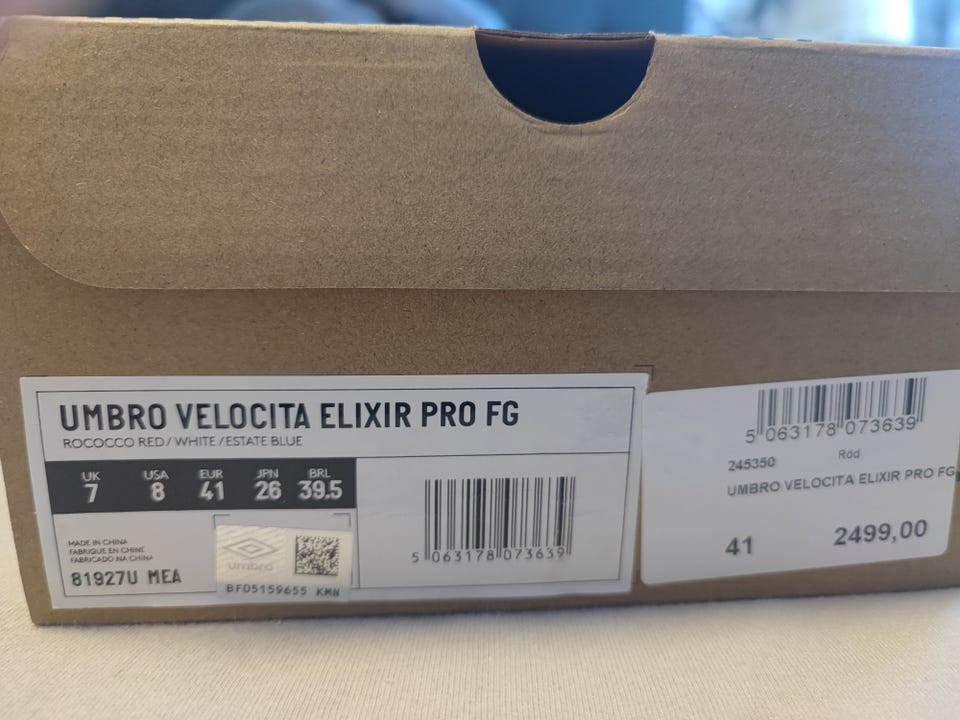 UMBRO VELOCITA ELIXIR PRO FG
ROCOCCO RED / WHITE / ESTATE BLUE
UK USA EUR JPN BRL
7 8 41 26 39.5
MADE IN CHINA
FABRIQUE EN CHINE
FABRICADO NA CHINA
81927U MEA
umbro
BF05159655 KMN
5 063178 073639
5 063178 073639
245350 Röd
UMBRO VELOCITA ELIXIR PRO FG
41 2499,00